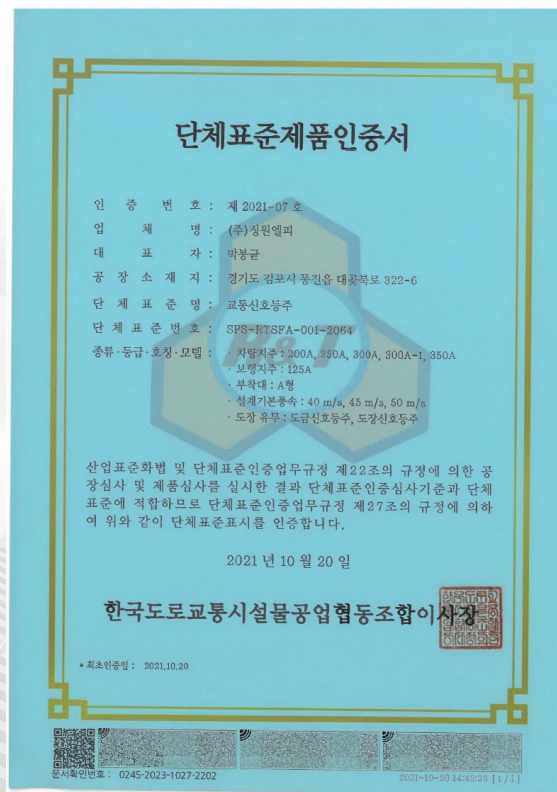 단체표준제품인증서
인 증 번 호 : 제 2021-07 호
업 체 명 : (주)정원엘피
대 표 자 : 박봉균
공 장 소 재 지 : 경기도 김포시 통진읍 대곶북로 322-6
단 체 표 준 명 : 교통신호등주
단 체 표 준 번 호 : SPS-RTSFA-001-2064
종류·등급·호칭·모델 : · 차량지주 : 200A, 250A, 300A, 300A-1, 350A
· 보행지주 : 125A
· 부착대 : A형
· 설계기본풍속 : 40 m/s, 45 m/s, 50 m/s
· 도장 유무 : 도금신호등주, 도장신호등주
산업표준화법 및 단체표준인증업무규정 제22조의 규정에 의한 공
장심사 및 제품심사를 실시한 결과 단체표준인증심사기준과 단체
표준에 적합하므로 단체표준인증업무규정 제27조의 규정에 의하
여 위와 같이 단체표준표시를 인증합니다.
2021 년 10 월 20 일
한국도로교통시설물공업협동조합이사장
* 최초인증일 : 2021.10.20
문서확인번호 : 0245-2023-1027-2202
2021-10-20 14:45:23 [1/1]